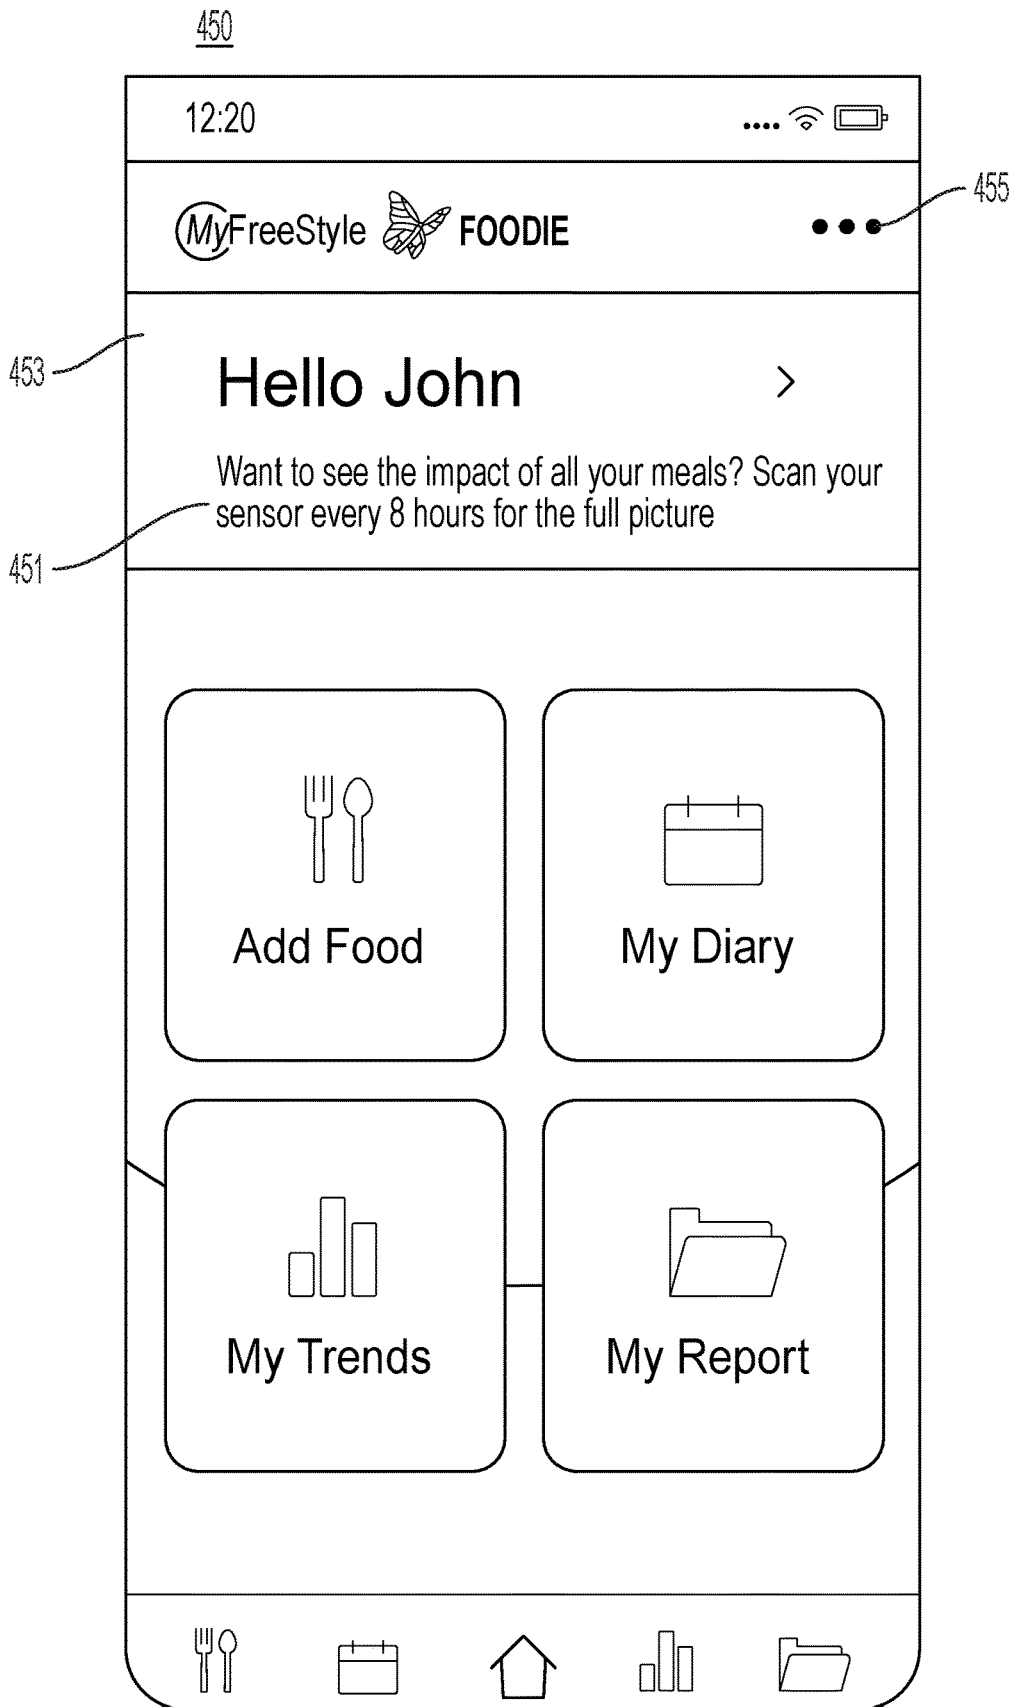 450
12:20
MyFreeStyle FOODIE
455
453
Hello John
Want to see the impact of all your meals? Scan your
sensor every 8 hours for the full picture
451
Add Food
My Diary
My Trends
My Report